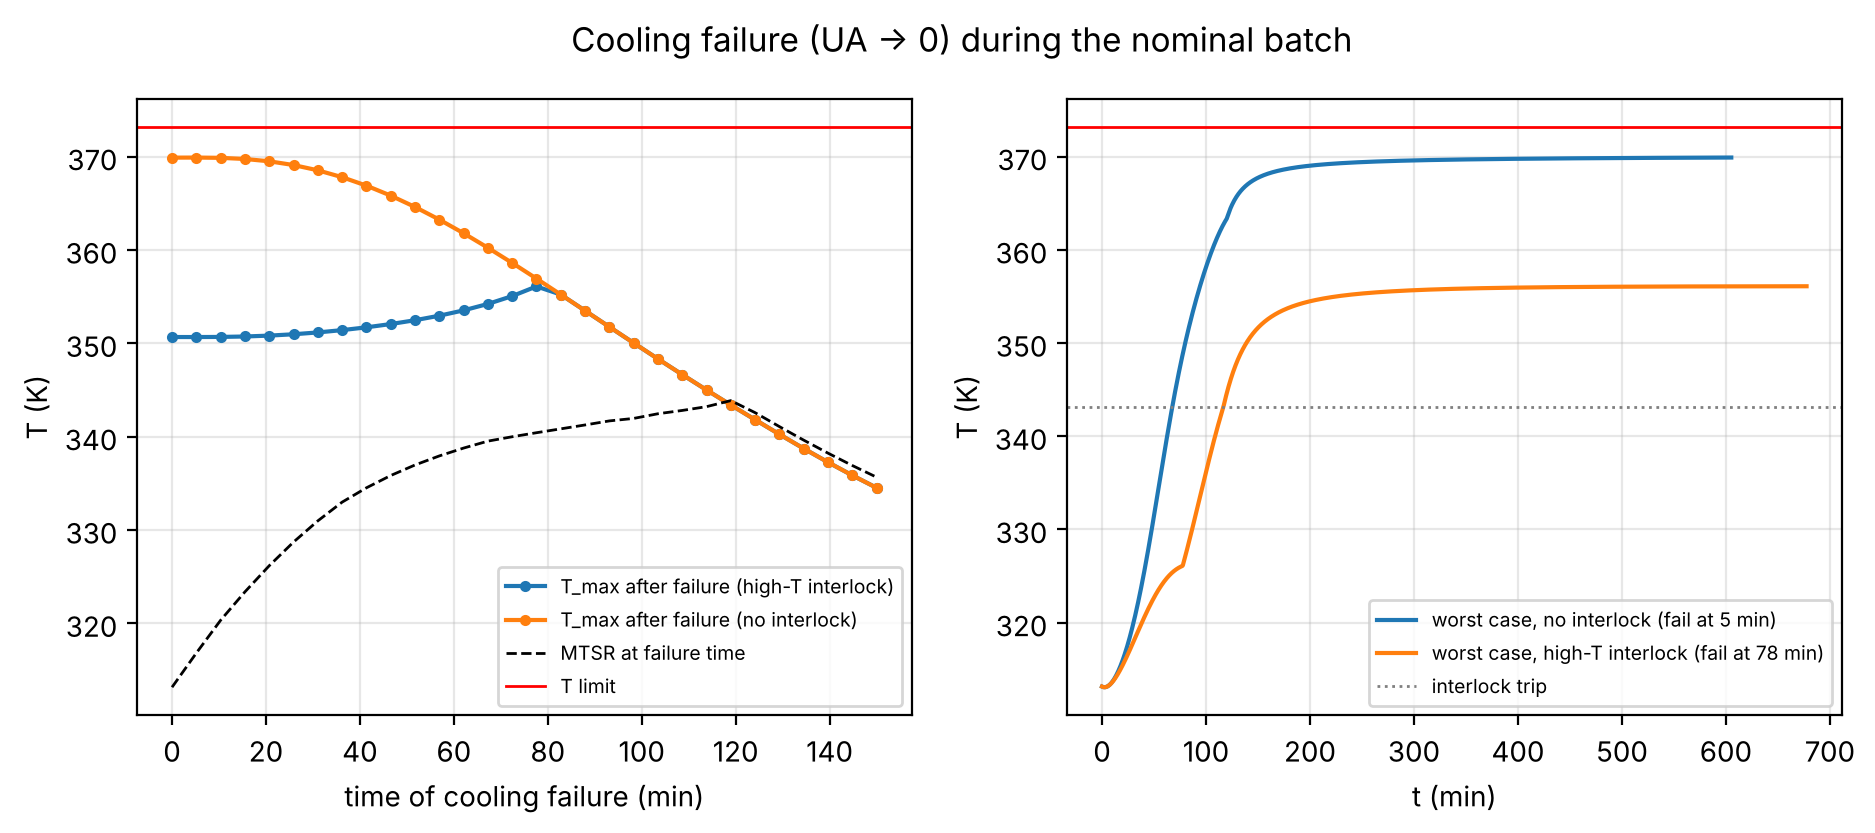 Cooling failure (UA → 0) during the nominal batch
T (K)
370
360
350
340
330
320
T_max after failure (high-T interlock)
T_max after failure (no interlock)
MTSR at failure time
T limit
0 20 40 60 80 100 120 140
time of cooling failure (min)
T (K)
370
360
350
340
330
320
worst case, no interlock (fail at 5 min)
worst case, high-T interlock (fail at 78 min)
interlock trip
0 100 200 300 400 500 600 700
t (min)